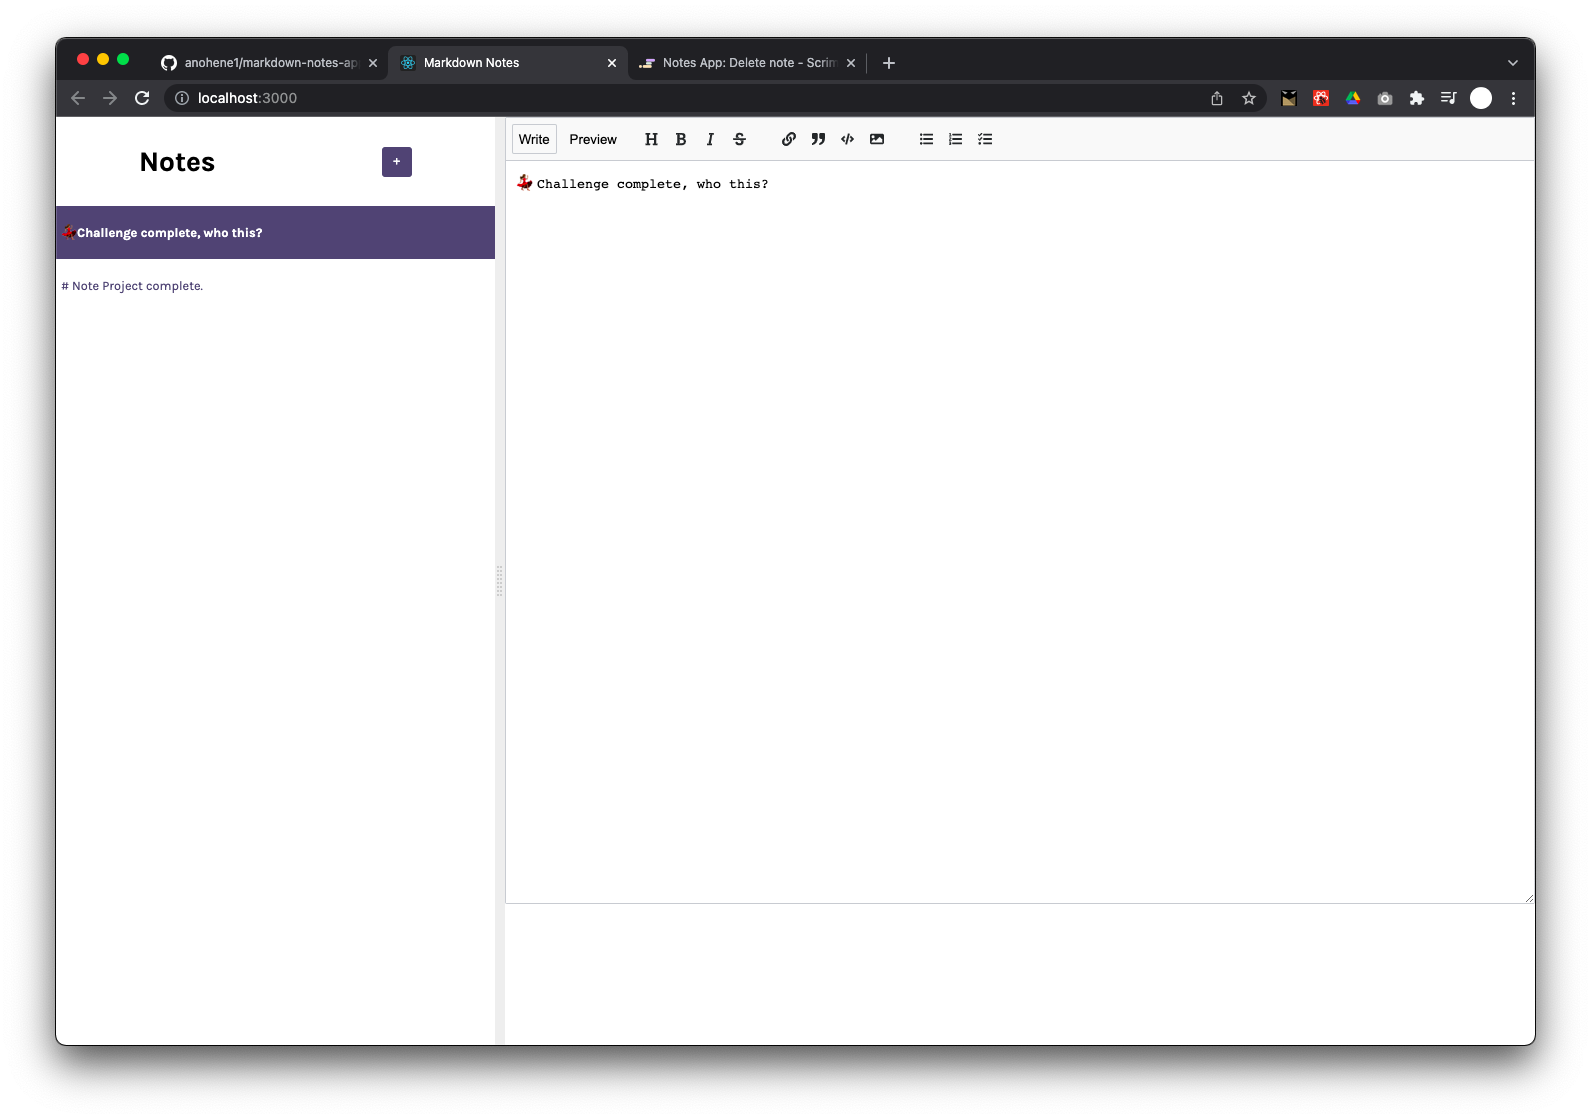 anohene1/markdown-notes-ap
Markdown Notes
Notes App: Delete note - Scrim
localhost:3000
Notes
+
Write Preview H B I S
💃Challenge complete, who this?
# Note Project complete.
💃Challenge complete, who this?